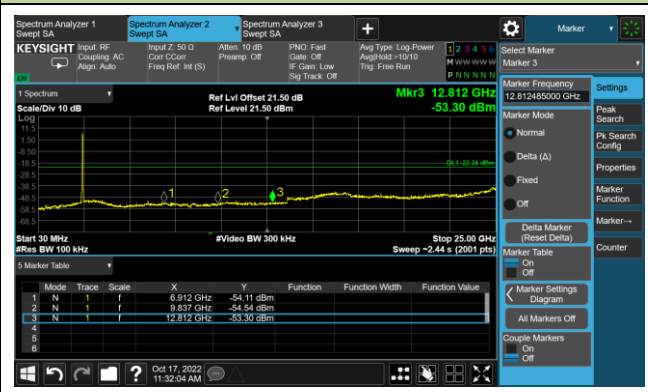 Spectrum Analyzer 1
Swept SA
Spectrum Analyzer 2
Swept SA
Spectrum Analyzer 3
Swept SA
+
Marker
KEYSIGHT
Input: RF
Coupling: AC
Align: Auto
Input Z: 50 Ω
Corr CCorr
Freq Ref: Int (S)
Atten: 10 dB
Preamp: Off
PNO: Fast
Gate: Off
IF Gain: Low
Sig Track: Off
Avg Type: Log-Power
Avg|Hold:>10/10
Trig: Free Run
1 2 3 4 5 6
M W W W W W
P N N N N N
Select Marker
Marker 3
1 Spectrum
Scale/Div 10 dB
Ref Lvl Offset 21.50 dB
Ref Level 21.50 dBm
Mkr3 12.812 GHz
-53.30 dBm
Log
11.5
1.50
-8.50
-18.5
-28.5
-38.5
-48.5
-58.5
-68.5
DL1 -22.24 dBm
1
2
3
Start 30 MHz
#Res BW 100 kHz
#Video BW 300 kHz
Stop 25.00 GHz
Sweep ~2.44 s (2001 pts)
5 Marker Table
Mode Trace Scale X Y Function Function Width Function Value
1 N 1 f 6.912 GHz -54.11 dBm
2 N 1 f 9.837 GHz -54.54 dBm
3 N 1 f 12.812 GHz -53.30 dBm
4
5
6
Marker Frequency
12.812485000 GHz
Marker Mode
Normal
Delta (Δ)
Fixed
Off
Delta Marker
(Reset Delta)
Marker Table
On
Off
Marker Settings
Diagram
All Markers Off
Couple Markers
On
Off
Settings
Peak
Search
Pk Search
Config
Properties
Marker
Function
Marker→
Counter
?
Oct 17, 2022
11:32:04 AM